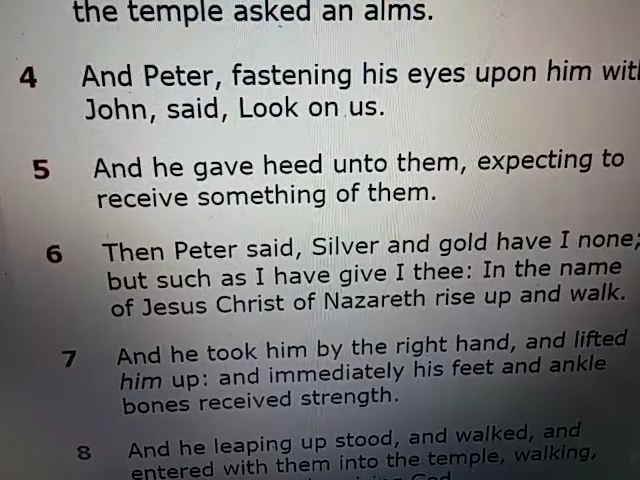 the temple asked an alms.
4 And Peter, fastening his eyes upon him with
John, said, Look on us.
5 And he gave heed unto them, expecting to
receive something of them.
6 Then Peter said, Silver and gold have I none;
but such as I have give I thee: In the name
of Jesus Christ of Nazareth rise up and walk.
7 And he took him by the right hand, and lifted
him up: and immediately his feet and ankle
bones received strength.
8 And he leaping up stood, and walked, and
entered with them into the temple, walking,
God